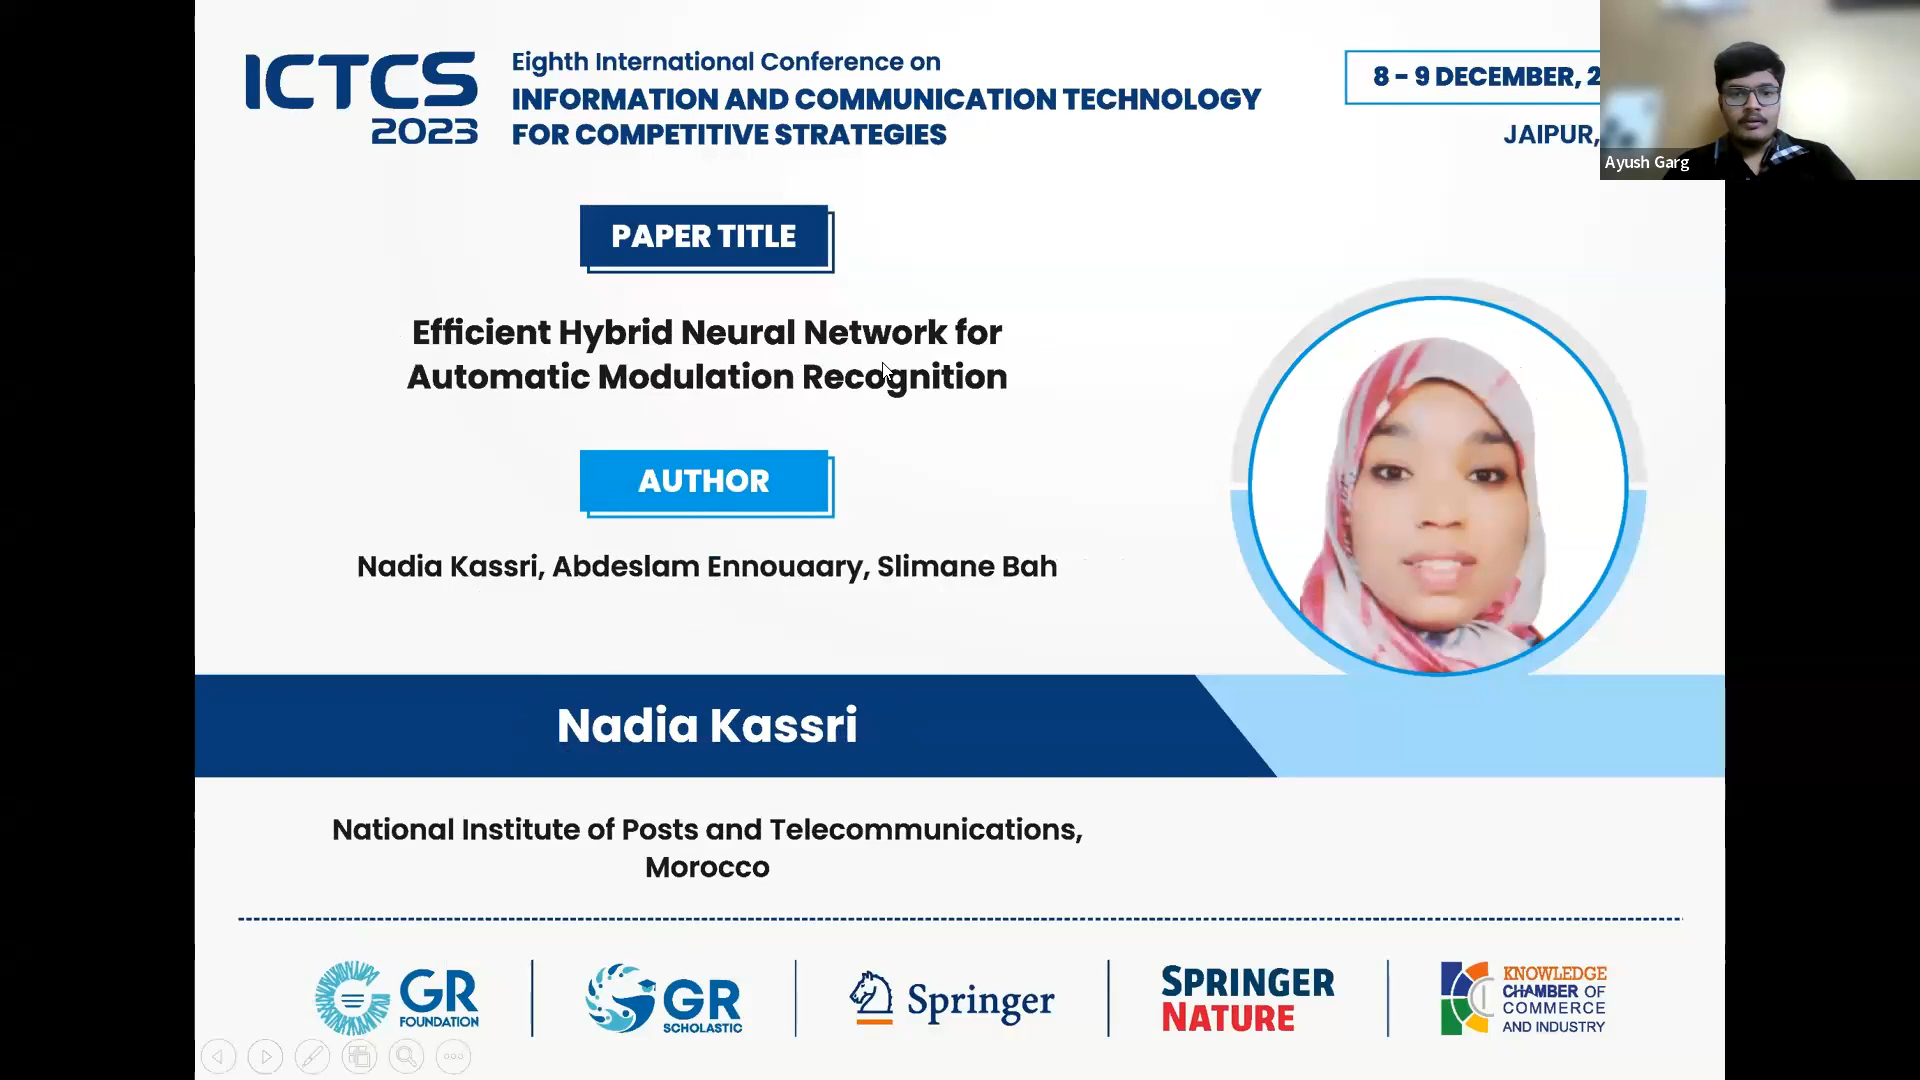 ICTCS
2023
Eighth International Conference on
INFORMATION AND COMMUNICATION TECHNOLOGY
FOR COMPETITIVE STRATEGIES
8 - 9 DECEMBER, 2
JAIPUR,
Ayush Garg
PAPER TITLE
Efficient Hybrid Neural Network for
Automatic Modulation Recognition
AUTHOR
Nadia Kassri, Abdeslam Ennouaary, Slimane Bah
Nadia Kassri
National Institute of Posts and Telecommunications,
Morocco
GR
FOUNDATION
GR
SCHOLASTIC
Springer
SPRINGER
NATURE
KNOWLEDGE
CHAMBER OF
COMMERCE
AND INDUSTRY